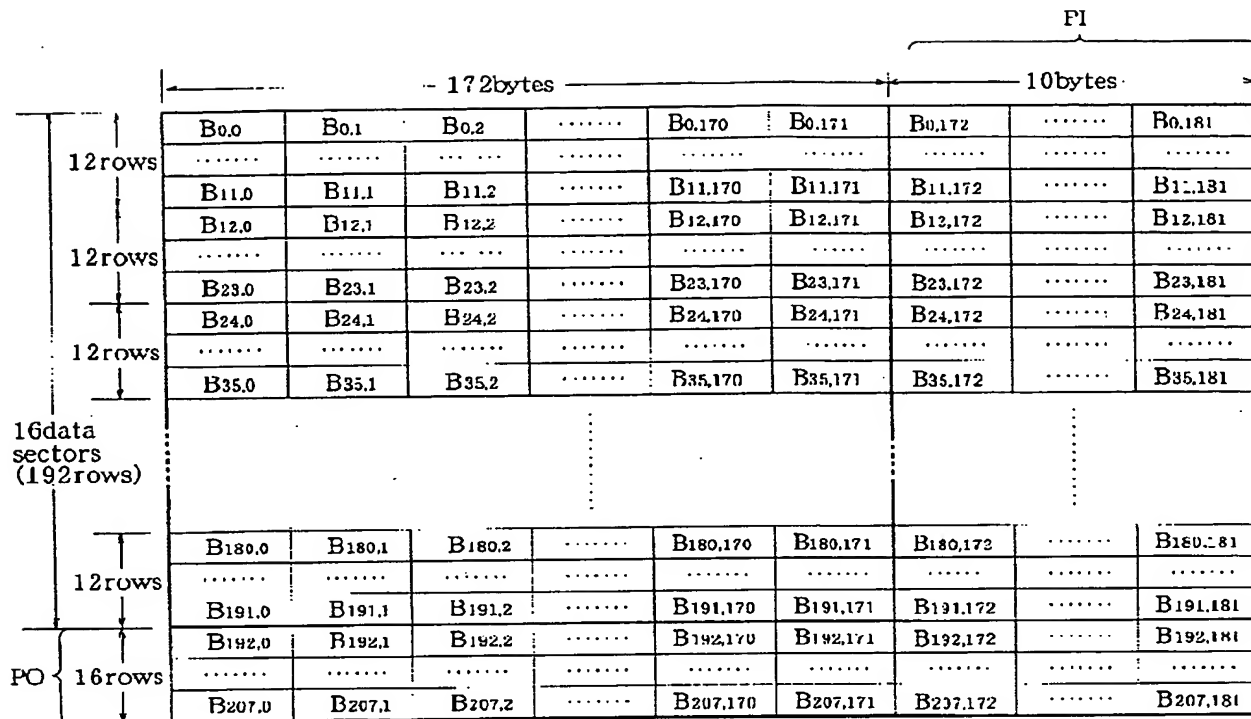 PI
172bytes 10bytes
B0,0 B0,1 B0,2 ······· B0,170 B0,171 B0,172 ······· B0,181
12rows ······· ······· ······· ······· ······· ······· ······· ······· ·······
B11,0 B11,1 B11,2 ······· B11,170 B11,171 B11,172 ······· B11,181
B12,0 B12,1 B12,2 ······· B12,170 B12,171 B12,172 ······· B12,181
12rows ······· ······· ······· ······· ······· ······· ······· ······· ·······
B23,0 B23,1 B23,2 ······· B23,170 B23,171 B23,172 ······· B23,181
B24,0 B24,1 B24,2 ······· B24,170 B24,171 B24,172 ······· B24,181
12rows ······· ······· ······· ······· ······· ······· ······· ······· ·······
B35,0 B35,1 B35,2 ······· B35,170 B35,171 B35,172 ······· B35,181
16data
sectors
(192rows)
B180,0 B180,1 B180,2 ······· B180,170 B180,171 B180,172 ······· B180,181
12rows ······· ······· ······· ······· ······· ······· ······· ······· ·······
B191,0 B191,1 B191,2 ······· B191,170 B191,171 B191,172 ······· B191,181
B192,0 B192,1 B192,2 ······· B192,170 B192,171 B192,172 ······· B192,181
PO 16rows ······· ······· ······· ······· ······· ······· ······· ······· ·······
B207,0 B207,1 B207,2 ······· B207,170 B207,171 B207,172 ······· B207,181